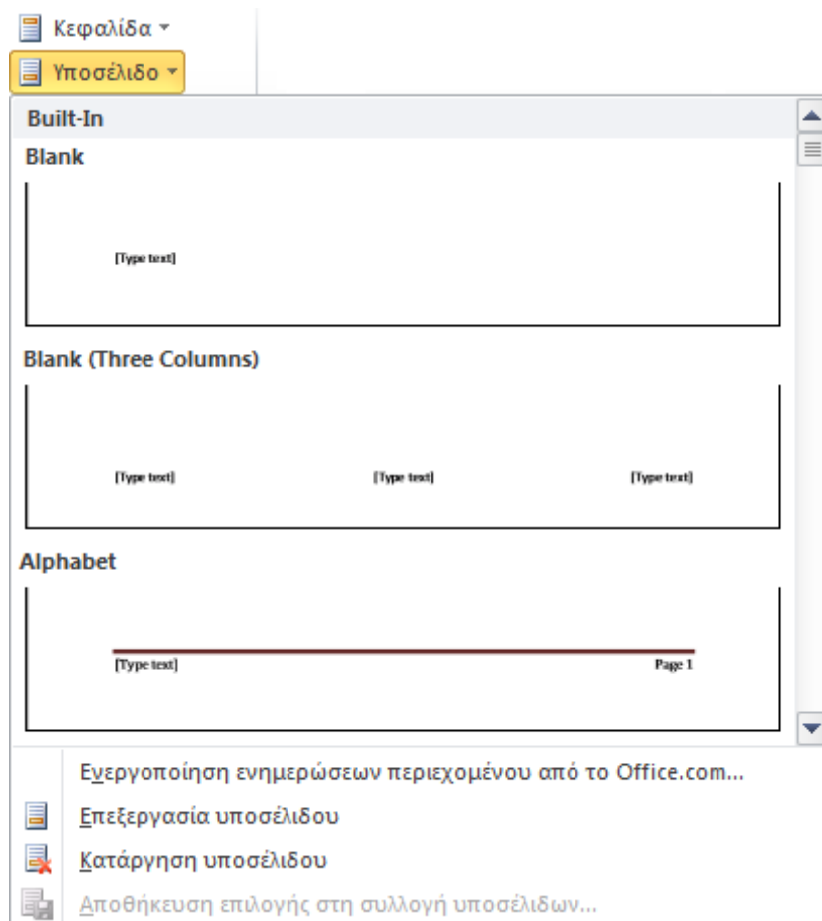 Κεφαλίδα
Υποσέλιδο
Built-In
Blank
[Type text]
Blank (Three Columns)
[Type text] [Type text] [Type text]
Alphabet
[Type text] Page 1
Ενεργοποίηση ενημερώσεων περιεχομένου από το Office.com...
Επεξεργασία υποσέλιδου
Κατάργηση υποσέλιδου
Αποθήκευση επιλογής στη συλλογή υποσέλιδων...